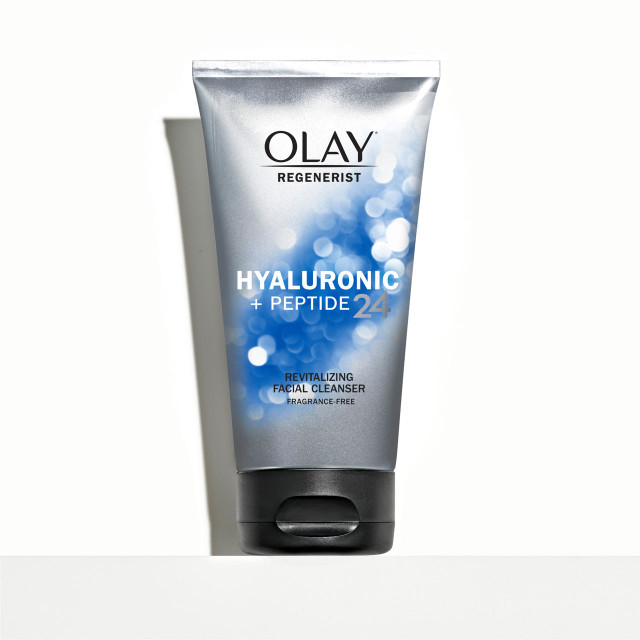 OLAY
REGENERIST
HYALURONIC
+ PEPTIDE 24
REVITALIZING
FACIAL CLEANSER
FRAGRANCE-FREE